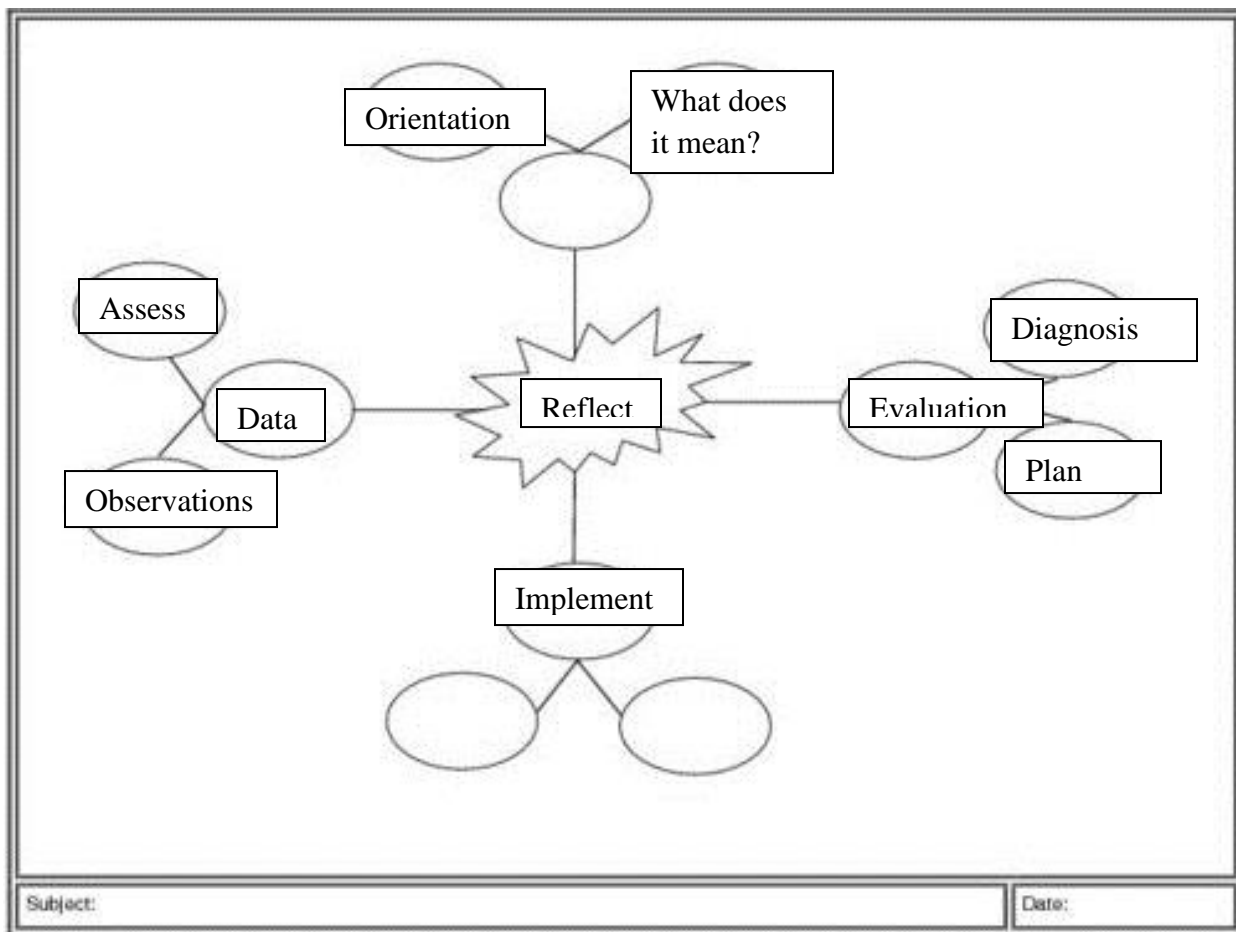 Orientation
What does
it mean?
Assess
Data
Observations
Reflect
Evaluation
Diagnosis
Plan
Implement
Subject:
Date: